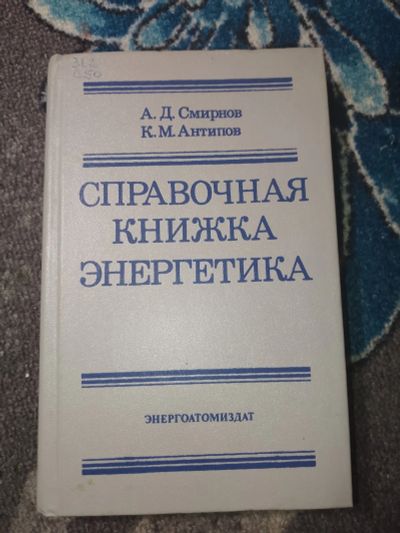 А. Д. Смирнов
К. М. Антипов
СПРАВОЧНАЯ
КНИЖКА
ЭНЕРГЕТИКА
ЭНЕРГОАТОМИЗДАТ